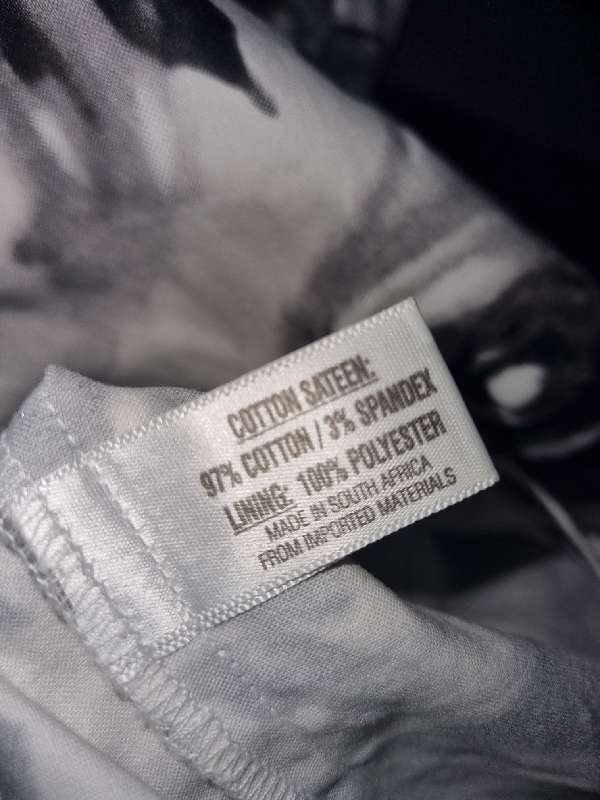 COTTON SATEEN:
97% COTTON / 3% SPANDEX
LINING: 100% POLYESTER
MADE IN SOUTH AFRICA
FROM IMPORTED MATERIALS